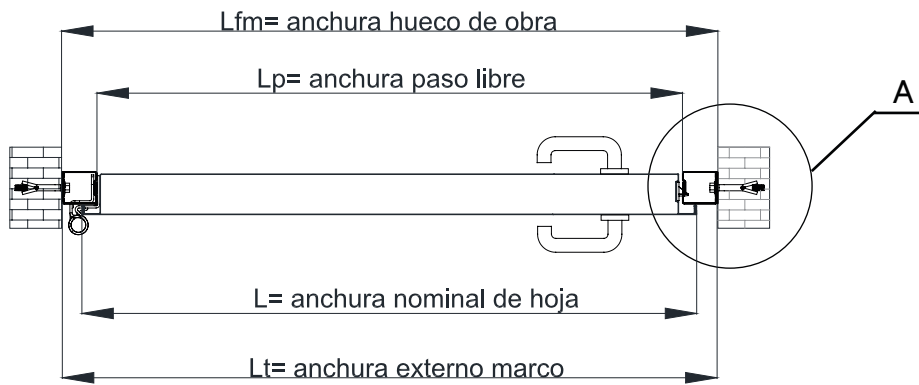 Lfm= anchura hueco de obra
Lp= anchura paso libre
A
L= anchura nominal de hoja
Lt= anchura externo marco